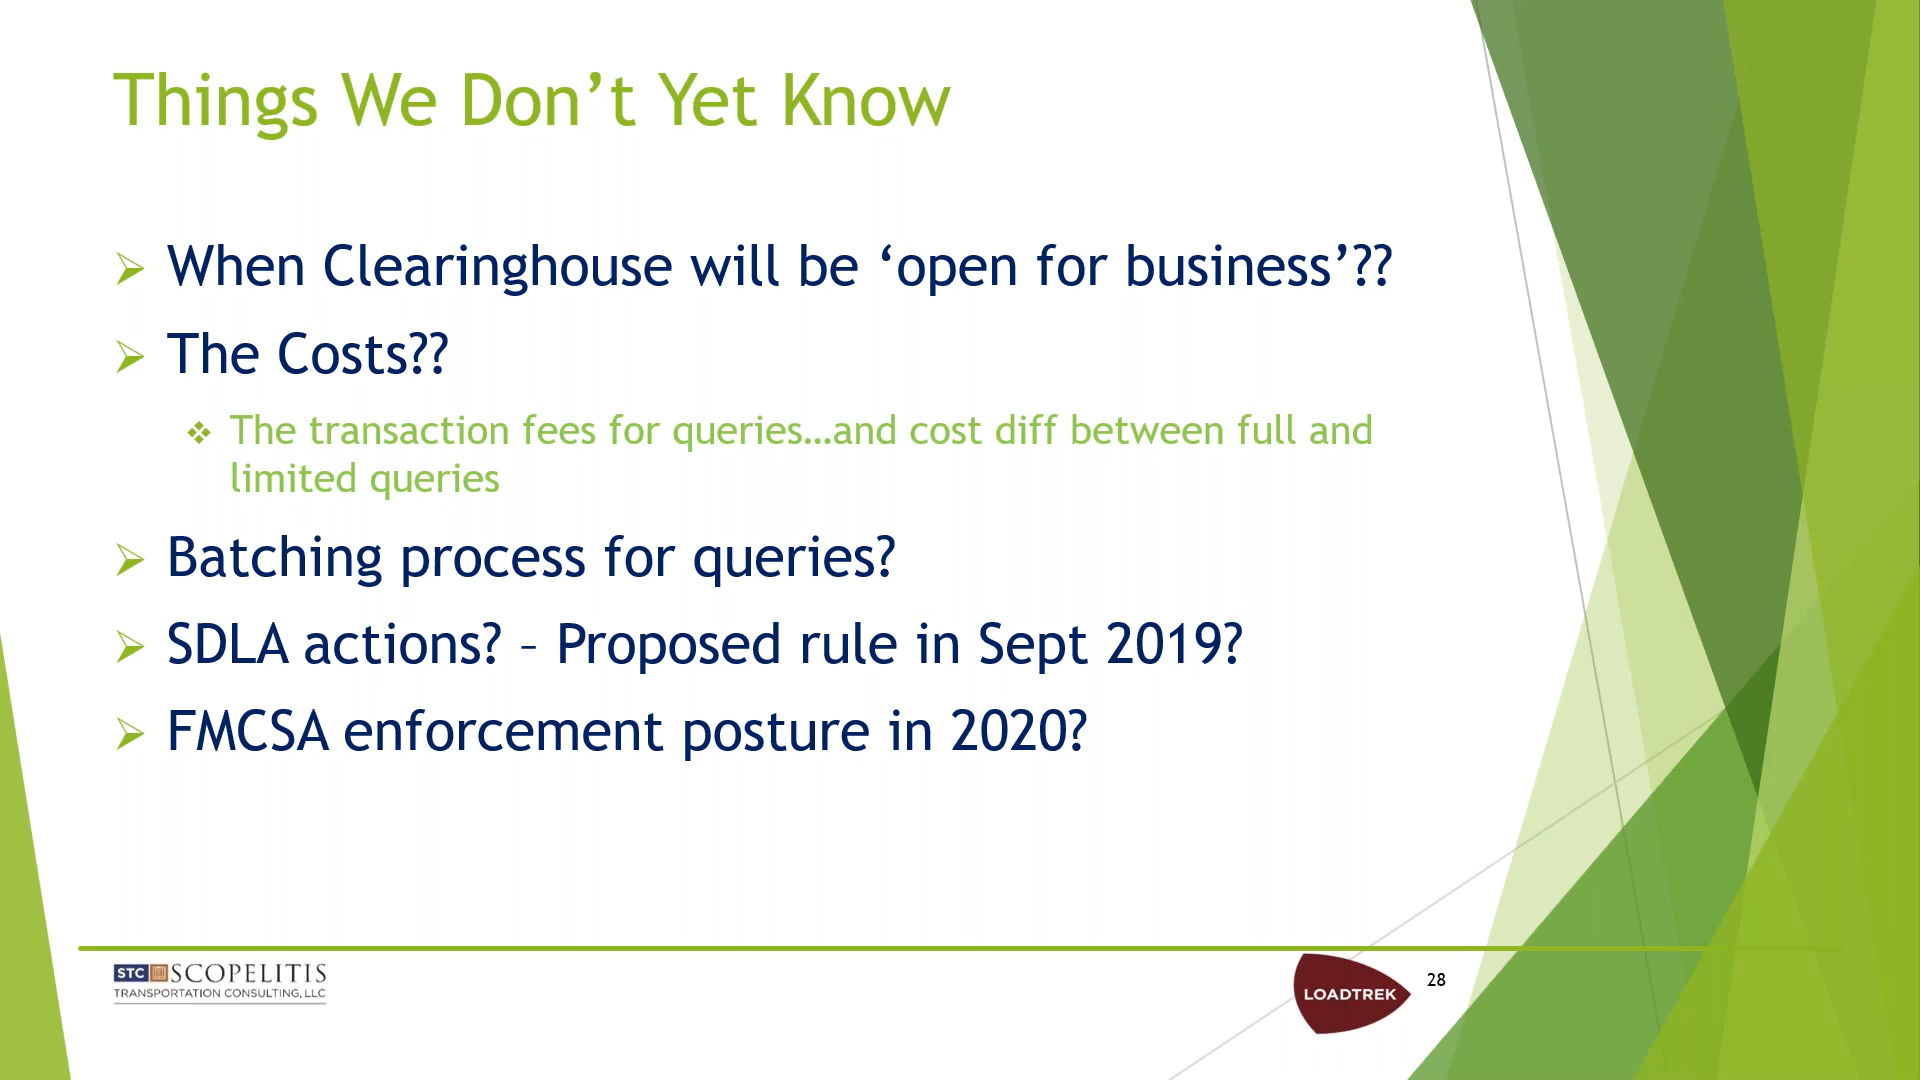 Things We Don’t Yet Know
When Clearinghouse will be ‘open for business’??
The Costs??
The transaction fees for queries…and cost diff between full and
limited queries
Batching process for queries?
SDLA actions? – Proposed rule in Sept 2019?
FMCSA enforcement posture in 2020?
STC SCOPELITIS
TRANSPORTATION CONSULTING, LLC
LOADTREK
28